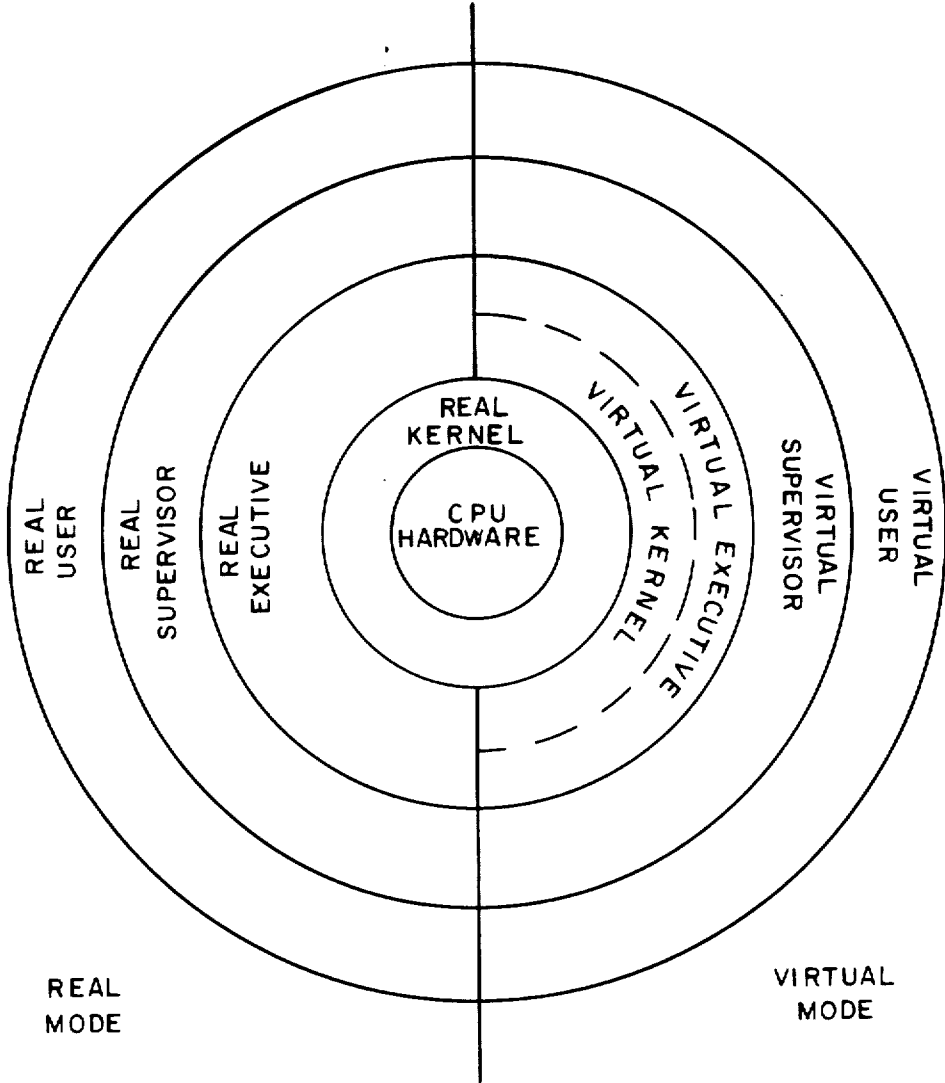 REAL
KERNEL
CPU
HARDWARE
REAL
USER
REAL
SUPERVISOR
REAL
EXECUTIVE
VIRTUAL KERNEL
VIRTUAL EXECUTIVE
VIRTUAL
SUPERVISOR
VIRTUAL
USER
REAL
MODE
VIRTUAL
MODE